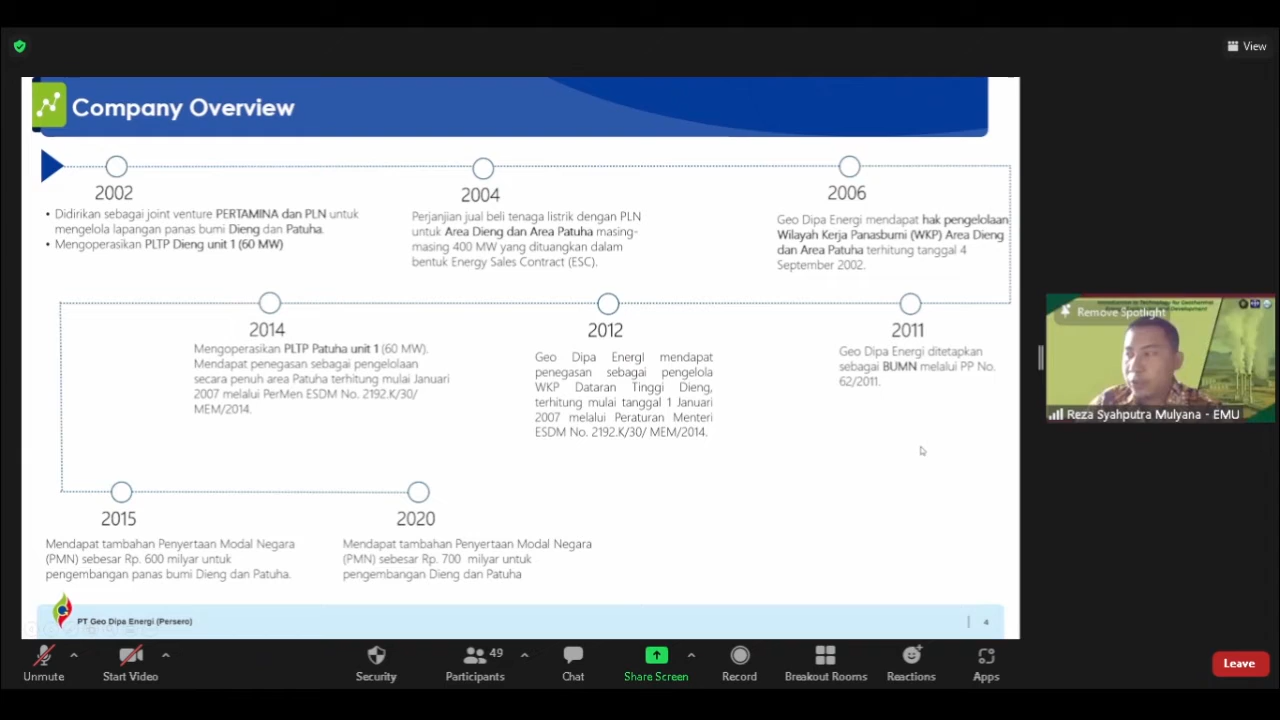 View
Company Overview
2002
• Didirikan sebagai joint venture PERTAMINA dan PLN untuk
mengelola lapangan panas bumi Dieng dan Patuha.
• Mengoperasikan PLTP Dieng unit 1 (60 MW)
2004
Perjanjian jual beli tenaga listrik dengan PLN
untuk Area Dieng dan Area Patuha masing-
masing 400 MW yang dituangkan dalam
bentuk Energy Sales Contract (ESC).
2006
Geo Dipa Energi mendapat hak pengelolaan
Wilayah Kerja Panasbumi (WKP) Area Dieng
dan Area Patuha terhitung tanggal 4
September 2002.
2014
Mengoperasikan PLTP Patuha unit 1 (60 MW).
Mendapat penegasan sebagai pengelolaan
secara penuh area Patuha terhitung mulai Januari
2007 melalui PerMen ESDM No. 2192.K/30/
MEM/2014.
2012
Geo Dipa EnergI mendapat
penegasan sebagai pengelola
WKP Dataran Tinggi Dieng,
terhitung mulai tanggal 1 Januari
2007 melalui Peraturan Menteri
ESDM No. 2192.K/30/ MEM/2014.
2011
Geo Dipa Energi ditetapkan
sebagai BUMN melalui PP No.
62/2011.
2015
Mendapat tambahan Penyertaan Modal Negara
(PMN) sebesar Rp. 600 milyar untuk
pengembangan panas bumi Dieng dan Patuha.
2020
Mendapat tambahan Penyertaan Modal Negara
(PMN) sebesar Rp. 700 milyar untuk
pengembangan Dieng dan Patuha
PT Geo Dipa Energi (Persero)
4
Introduction to Technology for Geothermal
Remove Spotlight
Reza Syahputra Mulyana - EMU
Unmute
Start Video
Security
49
Participants
Chat
Share Screen
Record
Breakout Rooms
Reactions
Apps
Leave